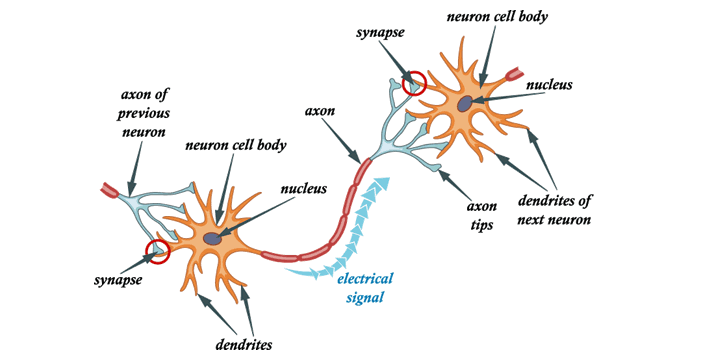 neuron cell body
synapse
nucleus
axon of
previous
neuron
axon
neuron cell body
nucleus
axon
tips
dendrites of
next neuron
synapse
electrical
signal
dendrites